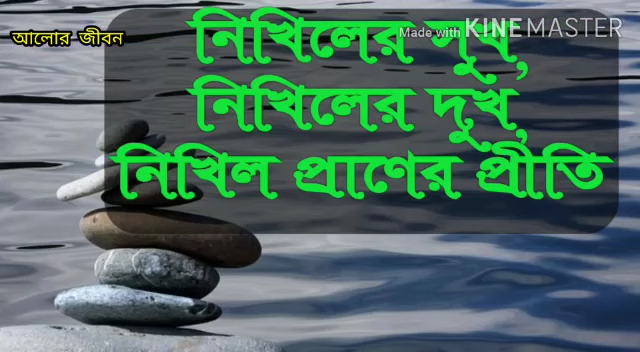 আলোর জীবন
Made with KINEMASTER
নিখিলের সুখ,
নিখিলের দুখ,
নিখিল প্রাণের প্রীতি